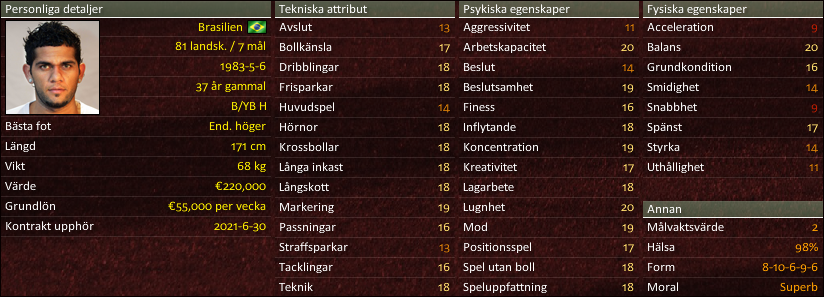 Personliga detaljer
Brasilien
81 landsk. / 7 mål
1983-5-6
37 år gammal
B/YB H
Bästa fot End. höger
Längd 171 cm
Vikt 68 kg
Värde €220,000
Grundlön €55,000 per vecka
Kontrakt upphör 2021-6-30
Tekniska attribut
Avslut 13
Bollkänsla 17
Dribblingar 18
Frisparkar 18
Huvudspel 14
Hörnor 18
Krossbollar 18
Långa inkast 18
Långskott 18
Markering 19
Passningar 16
Straffsparkar 13
Tacklingar 16
Teknik 18
Psykiska egenskaper
Aggressivitet 11
Arbetskapacitet 20
Beslut 14
Beslutsamhet 19
Finess 16
Inflytande 18
Koncentration 19
Kreativitet 17
Lagarbete 18
Lugnhet 20
Mod 19
Positionsspel 17
Spel utan boll 18
Speluppfattning 18
Fysiska egenskaper
Acceleration 9
Balans 20
Grundkondition 16
Smidighet 14
Snabbhet 9
Spänst 17
Styrka 14
Uthållighet 11
Annan
Målvaktsvärde 2
Hälsa 98%
Form 8-10-6-9-6
Moral Superb